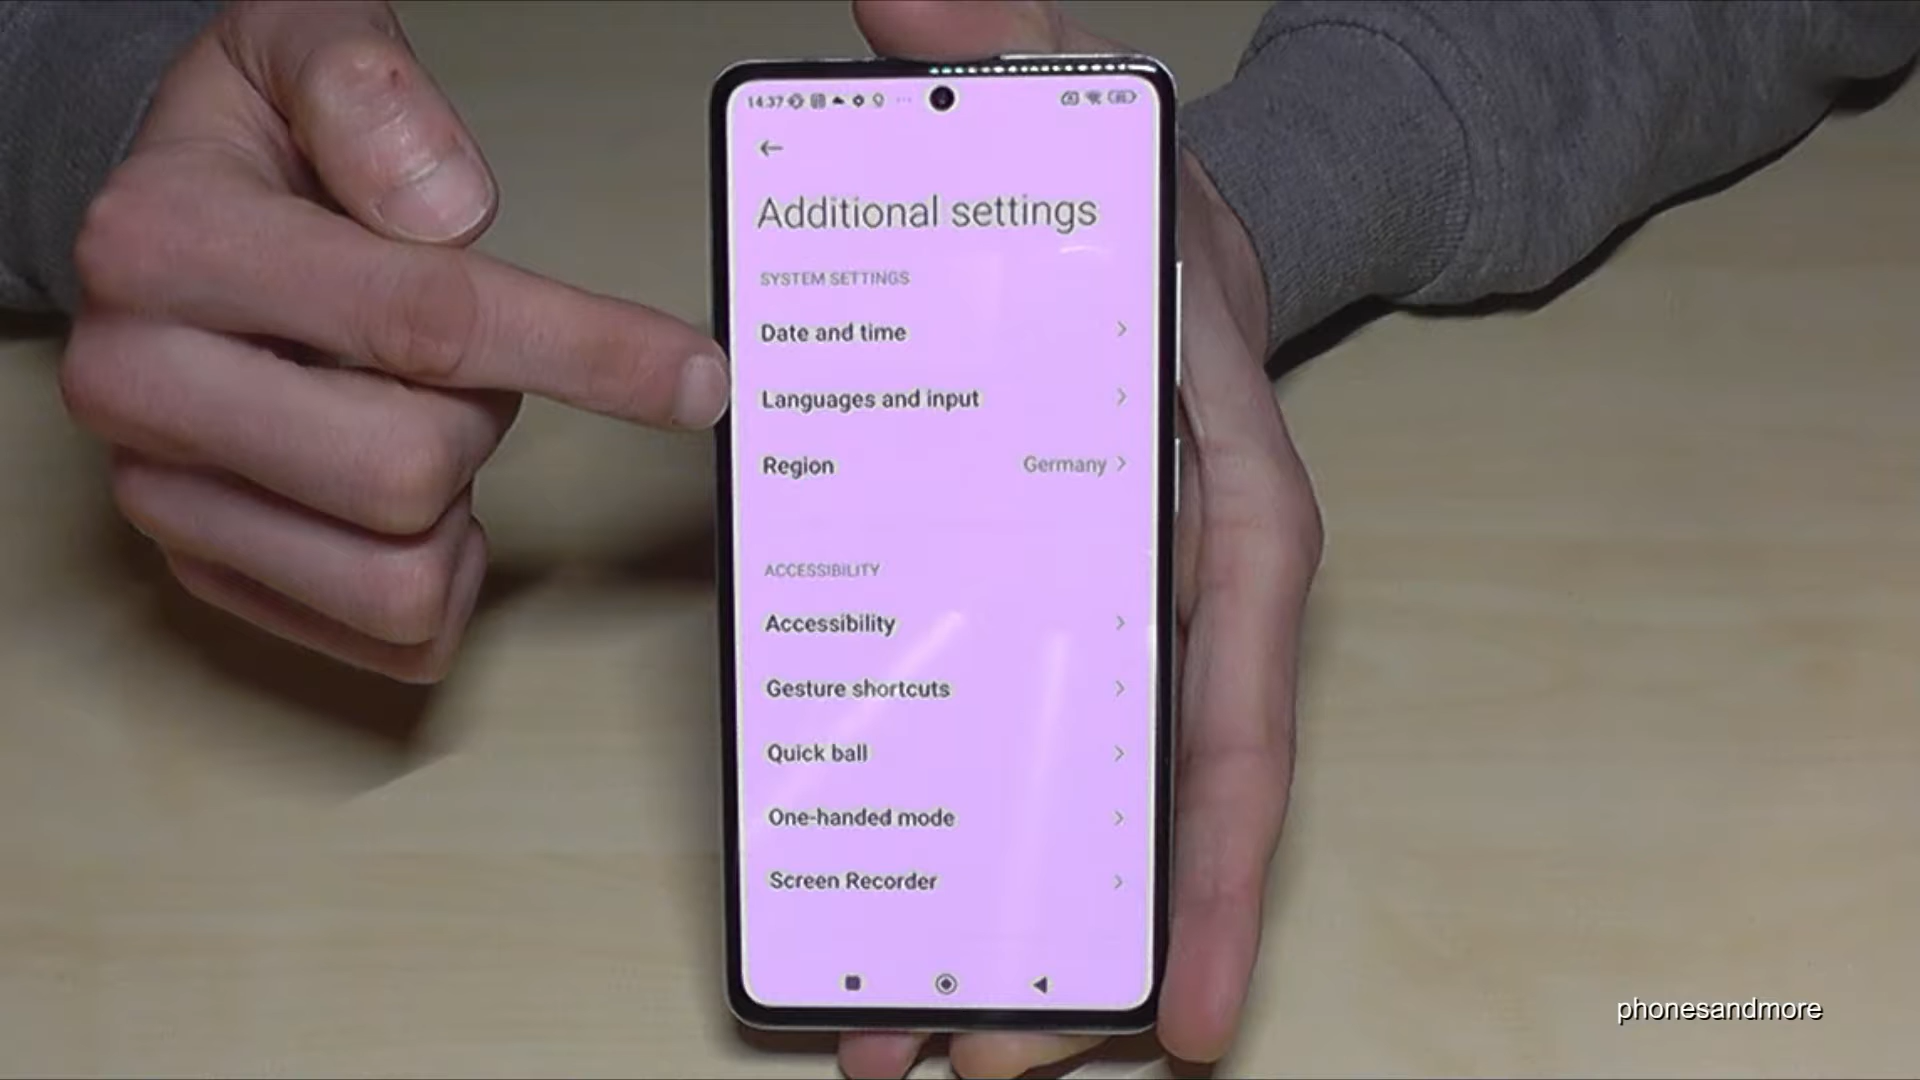 14:37
Additional settings
SYSTEM SETTINGS
Date and time
Languages and input
Region Germany
ACCESSIBILITY
Accessibility
Gesture shortcuts
Quick ball
One-handed mode
Screen Recorder
phonesandmore